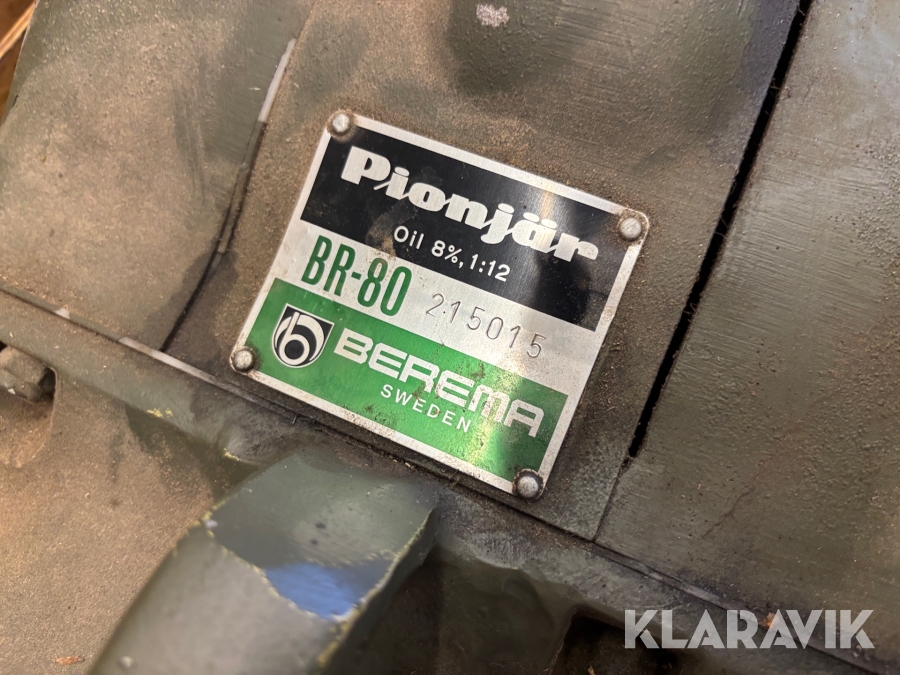 Pionjär
Oil 8%, 1:12
BR-80 215015
BEREMA
SWEDEN
KLARAVIK